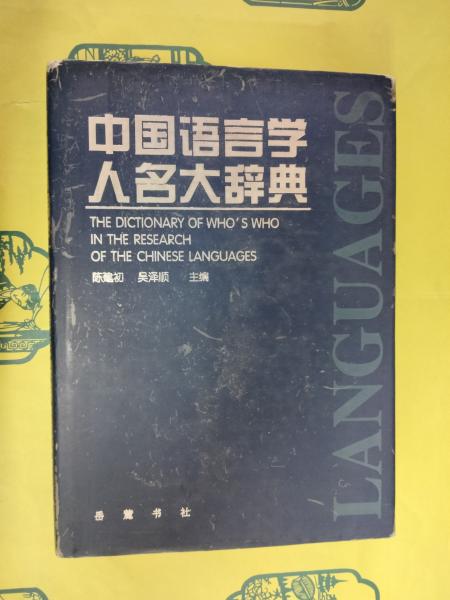 中国语言学
人名大辞典
THE DICTIONARY OF WHO'S WHO
IN THE RESEARCH
OF THE CHINESE LANGUAGES
陈建初 吴泽顺 主编
LANGUAGES
岳麓书社